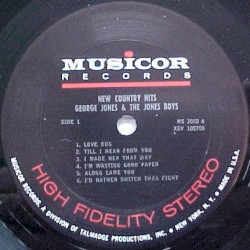 MUSICOR
RECORDS
NEW COUNTRY HITS
GEORGE JONES & THE JONES BOYS
SIDE 1
MS 3060 A
XSV 105709
1. LOVE BUG
2. TILL I HEAR FROM YOU
3. I MADE HER THAT WAY
4. I'M WASTING GOOD PAPER
5. ALONG CAME YOU
6. I'D RATHER SWITCH THAN FIGHT
HIGH FIDELITY STEREO
MUSICOR RECORDS, A DIVISION OF TALMADGE PRODUCTIONS, INC. • NEW YORK, N. Y. • MADE IN U.S.A.